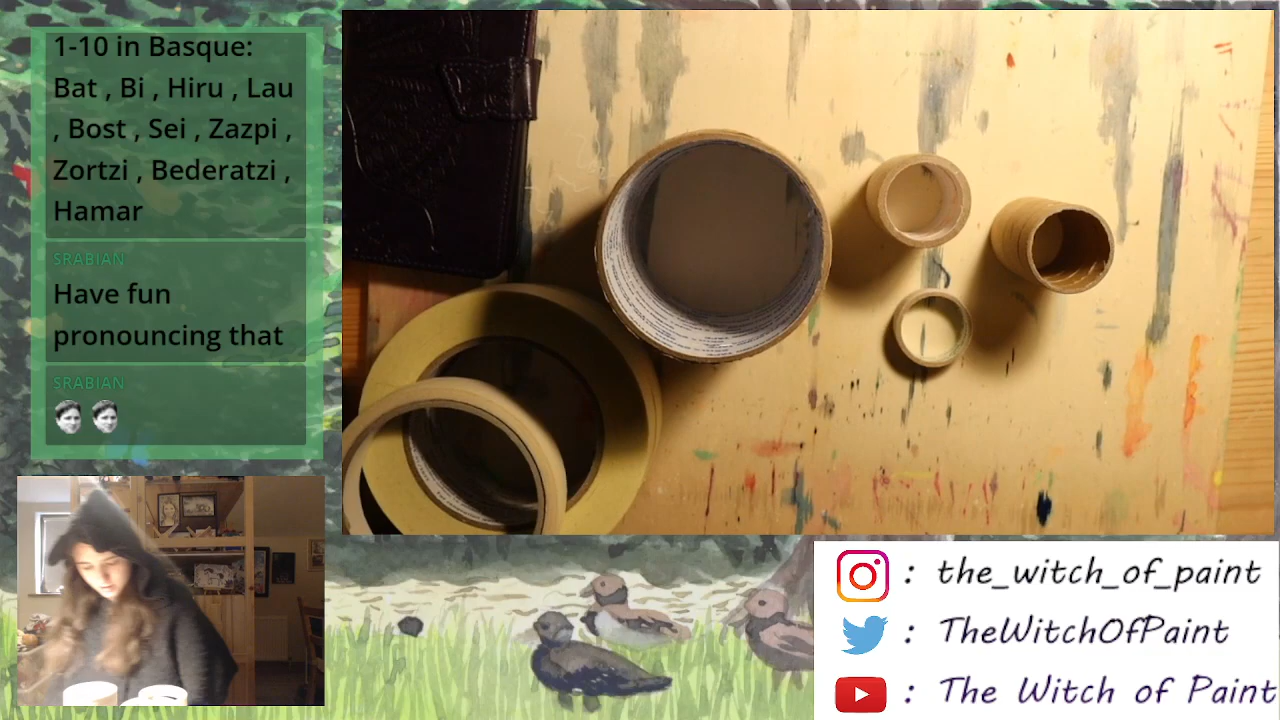 1-10 in Basque:
Bat , Bi , Hiru , Lau
, Bost , Sei , Zazpi ,
Zortzi , Bederatzi ,
Hamar
SRABIAN
Have fun
pronouncing that
SRABIAN
: the_witch_of_paint
: TheWitchOfPaint
: The Witch of Paint